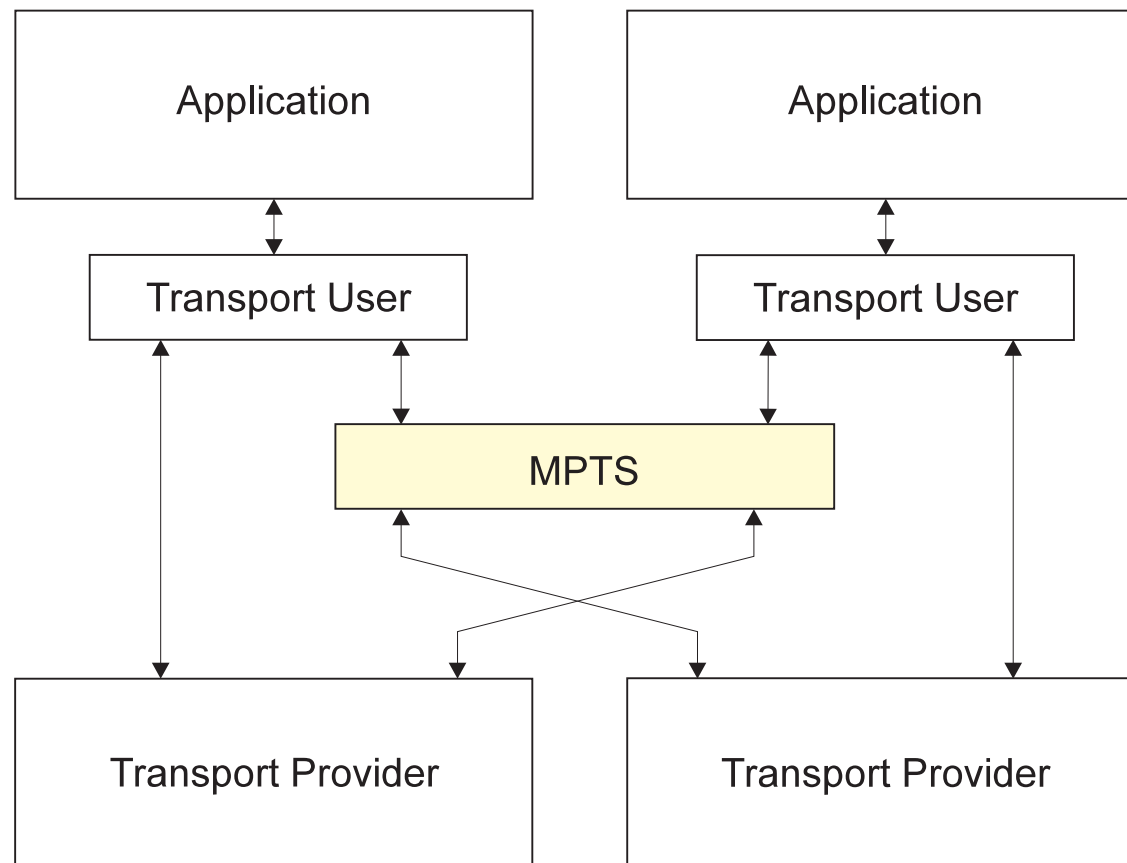 Application
Application
Transport User
Transport User
MPTS
Transport Provider
Transport Provider